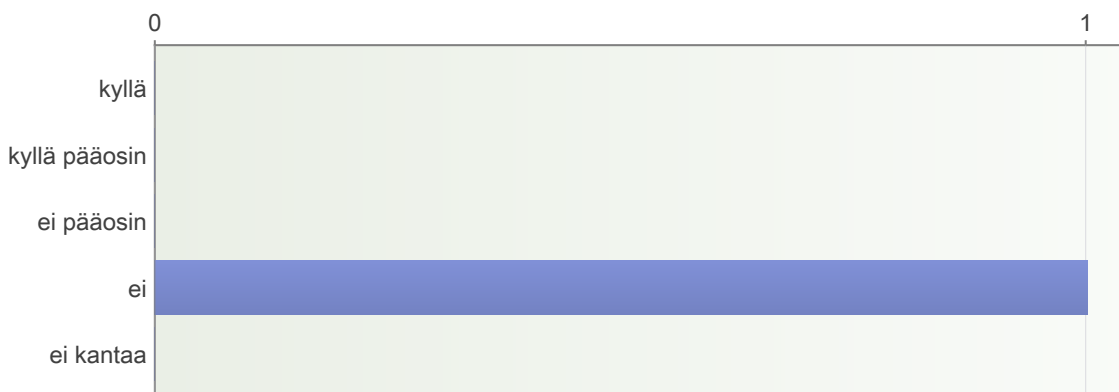 0 1
kyllä
kyllä pääosin
ei pääosin
ei
ei kantaa